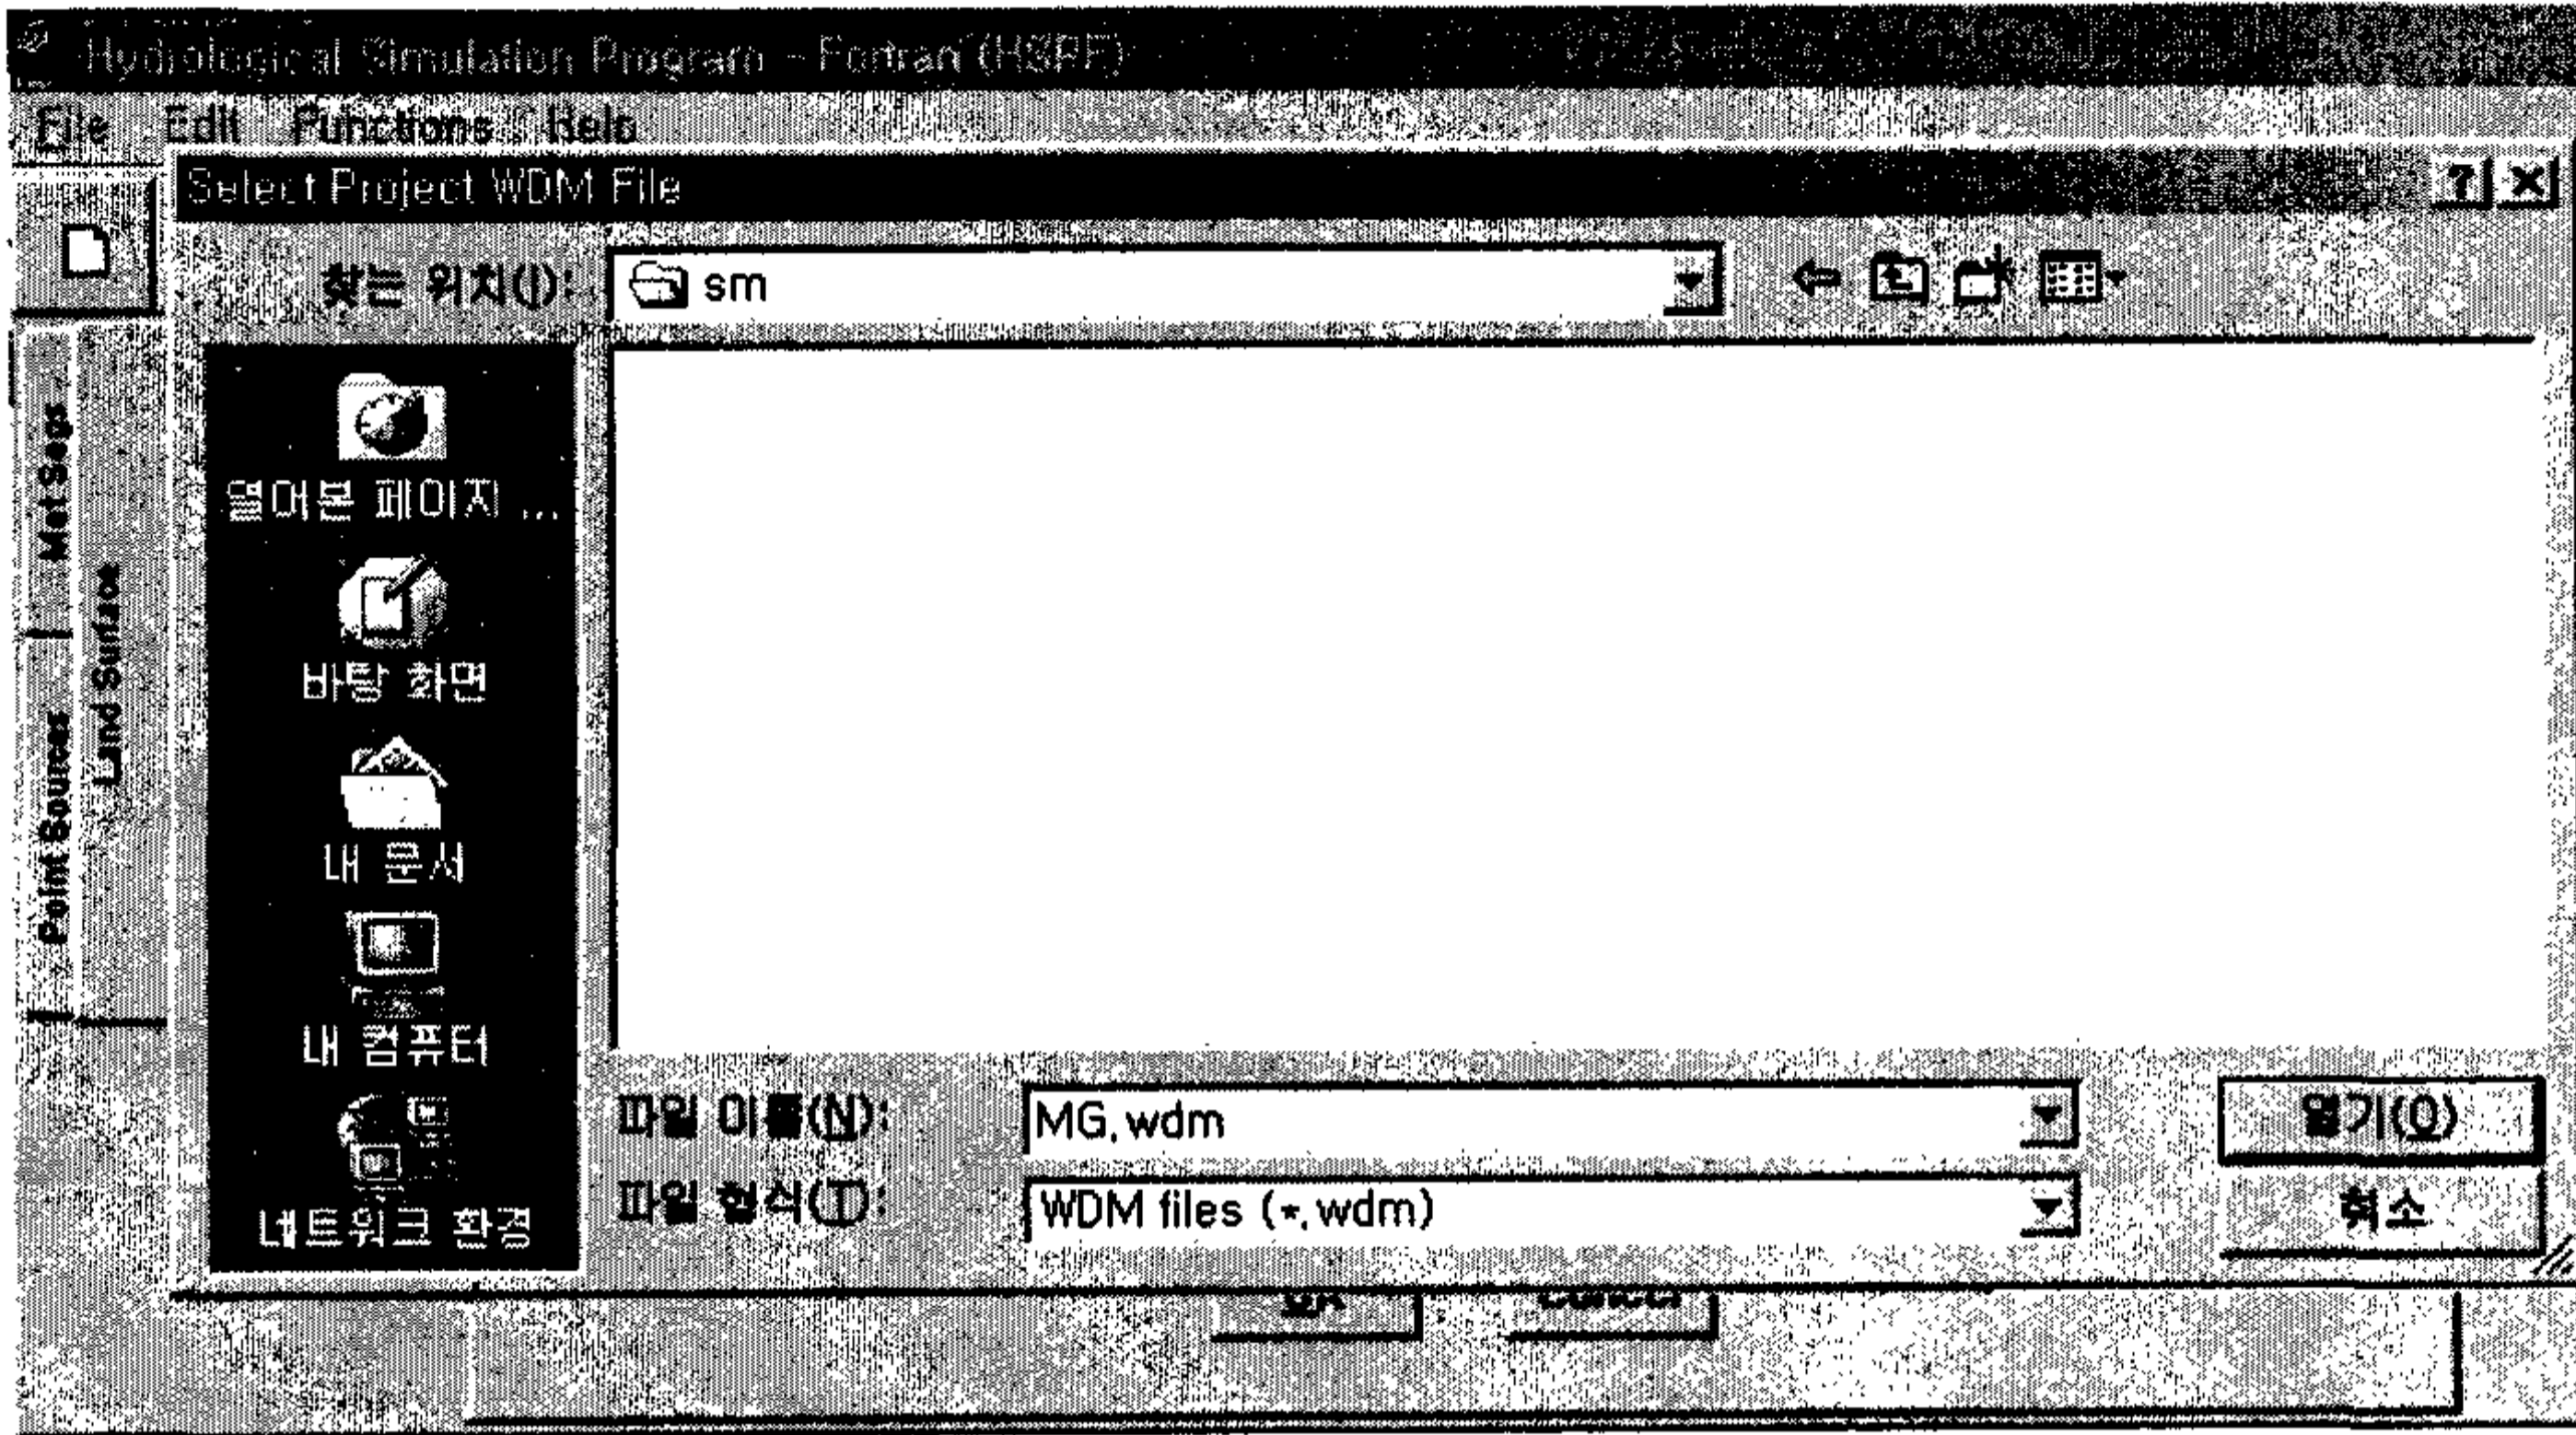 Hydrological Simulation Program - Fortran (HSPF)
File Edit Functions Help
Select Project WDM File
찾는 위치(I): sm
Met Segs
Point Sources
Land Surface
열어본 페이지 ...
바탕 화면
내 문서
내 컴퓨터
네트워크 환경
파일 이름(N): MG.wdm 열기(O)
파일 형식(T): WDM files (*.wdm) 취소
OK Cancel